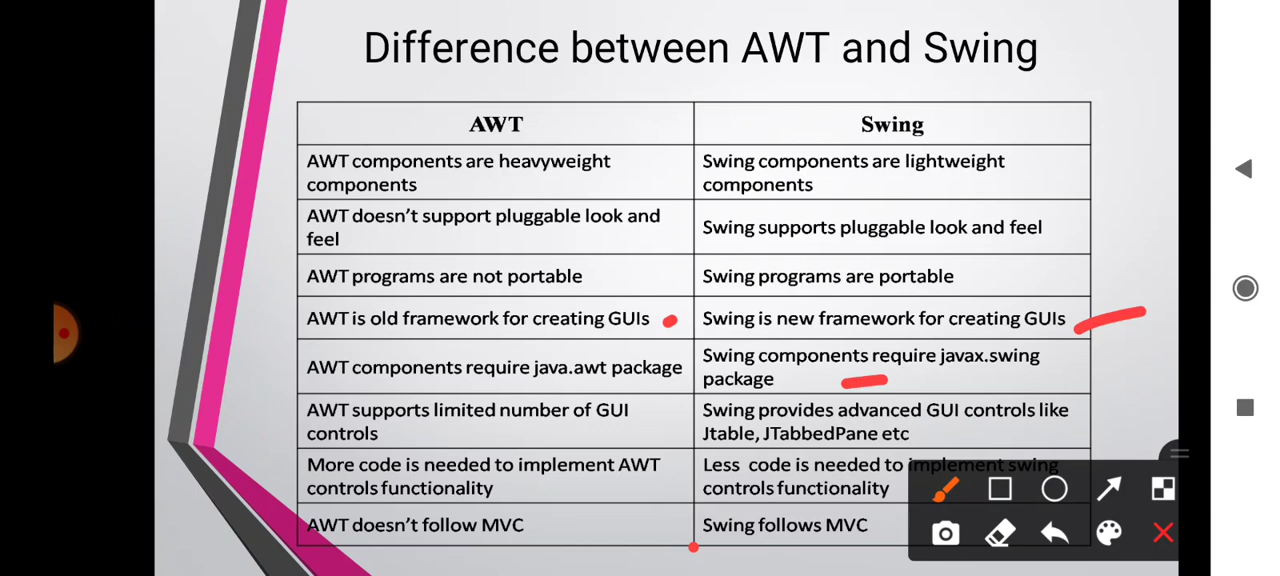 Difference between AWT and Swing
AWT
Swing
AWT components are heavyweight
components
Swing components are lightweight
components
AWT doesn't support pluggable look and
feel
Swing supports pluggable look and feel
AWT programs are not portable
Swing programs are portable
AWT is old framework for creating GUIs
Swing is new framework for creating GUIs
AWT components require java.awt package
Swing components require javax.swing
package
AWT supports limited number of GUI
controls
Swing provides advanced GUI controls like
Jtable, JTabbedPane etc
More code is needed to implement AWT
controls functionality
Less code is needed to implement swing
controls functionality
AWT doesn't follow MVC
Swing follows MVC